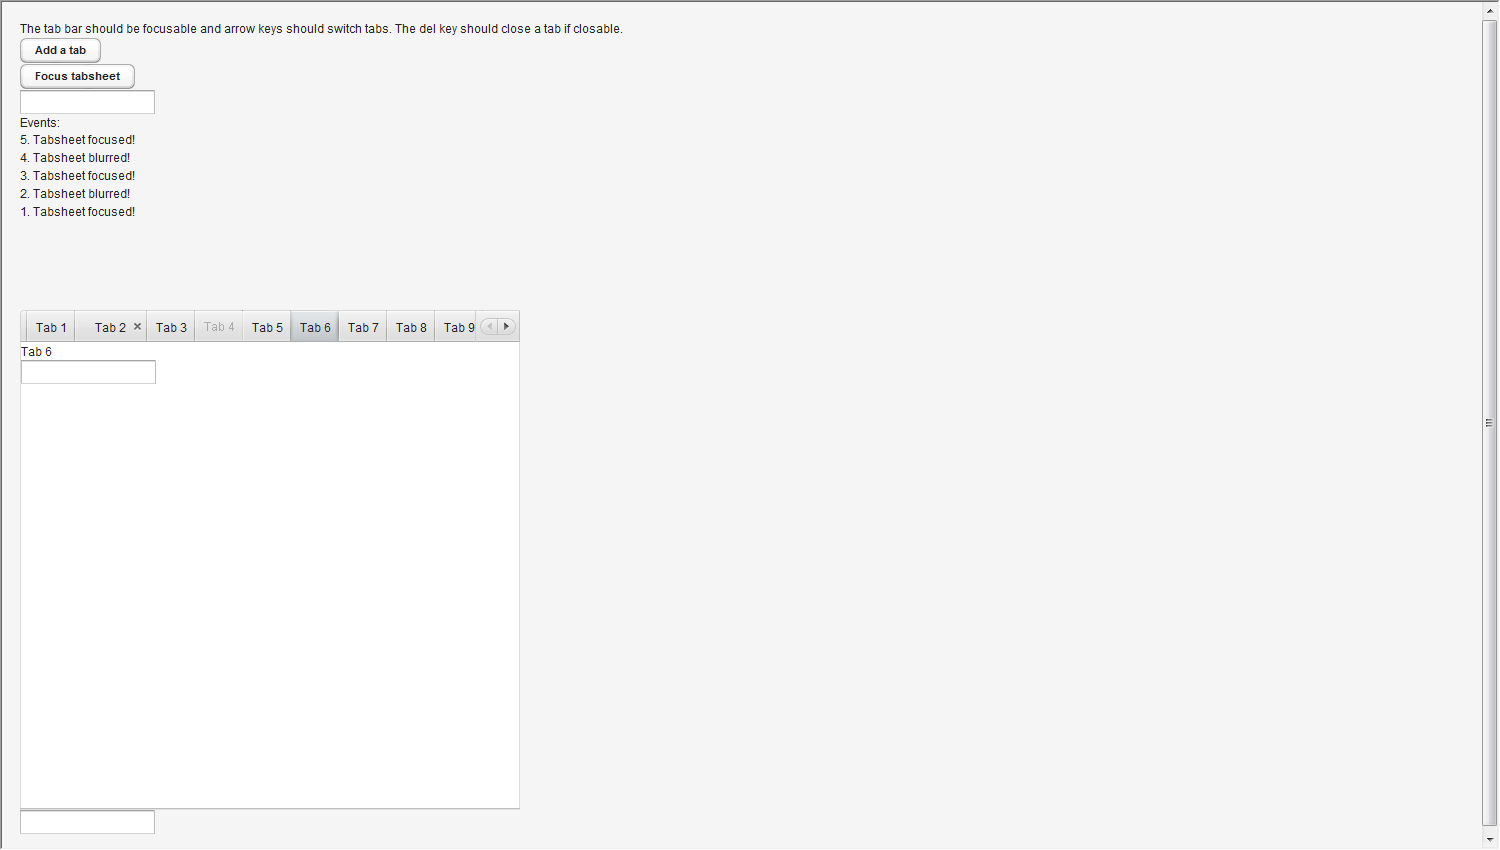 The tab bar should be focusable and arrow keys should switch tabs. The del key should close a tab if closable.
Add a tab
Focus tabsheet
Events:
5. Tabsheet focused!
4. Tabsheet blurred!
3. Tabsheet focused!
2. Tabsheet blurred!
1. Tabsheet focused!
Tab 1 Tab 2 Tab 3 Tab 4 Tab 5 Tab 6 Tab 7 Tab 8 Tab 9
Tab 6